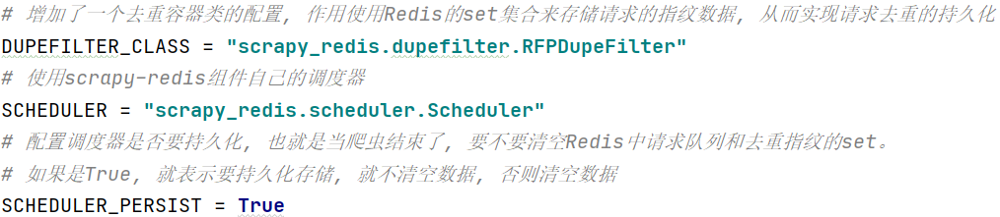 # 增加了一个去重容器类的配置, 作用使用Redis的set集合来存储请求的指纹数据, 从而实现请求去重的持久化
DUPEFILTER_CLASS = "scrapy_redis.dupefilter.RFPDupeFilter"
# 使用scrapy-redis组件自己的调度器
SCHEDULER = "scrapy_redis.scheduler.Scheduler"
# 配置调度器是否要持久化, 也就是当爬虫结束了, 要不要清空Redis中请求队列和去重指纹的set。
# 如果是True, 就表示要持久化存储, 就不清空数据, 否则清空数据
SCHEDULER_PERSIST = True